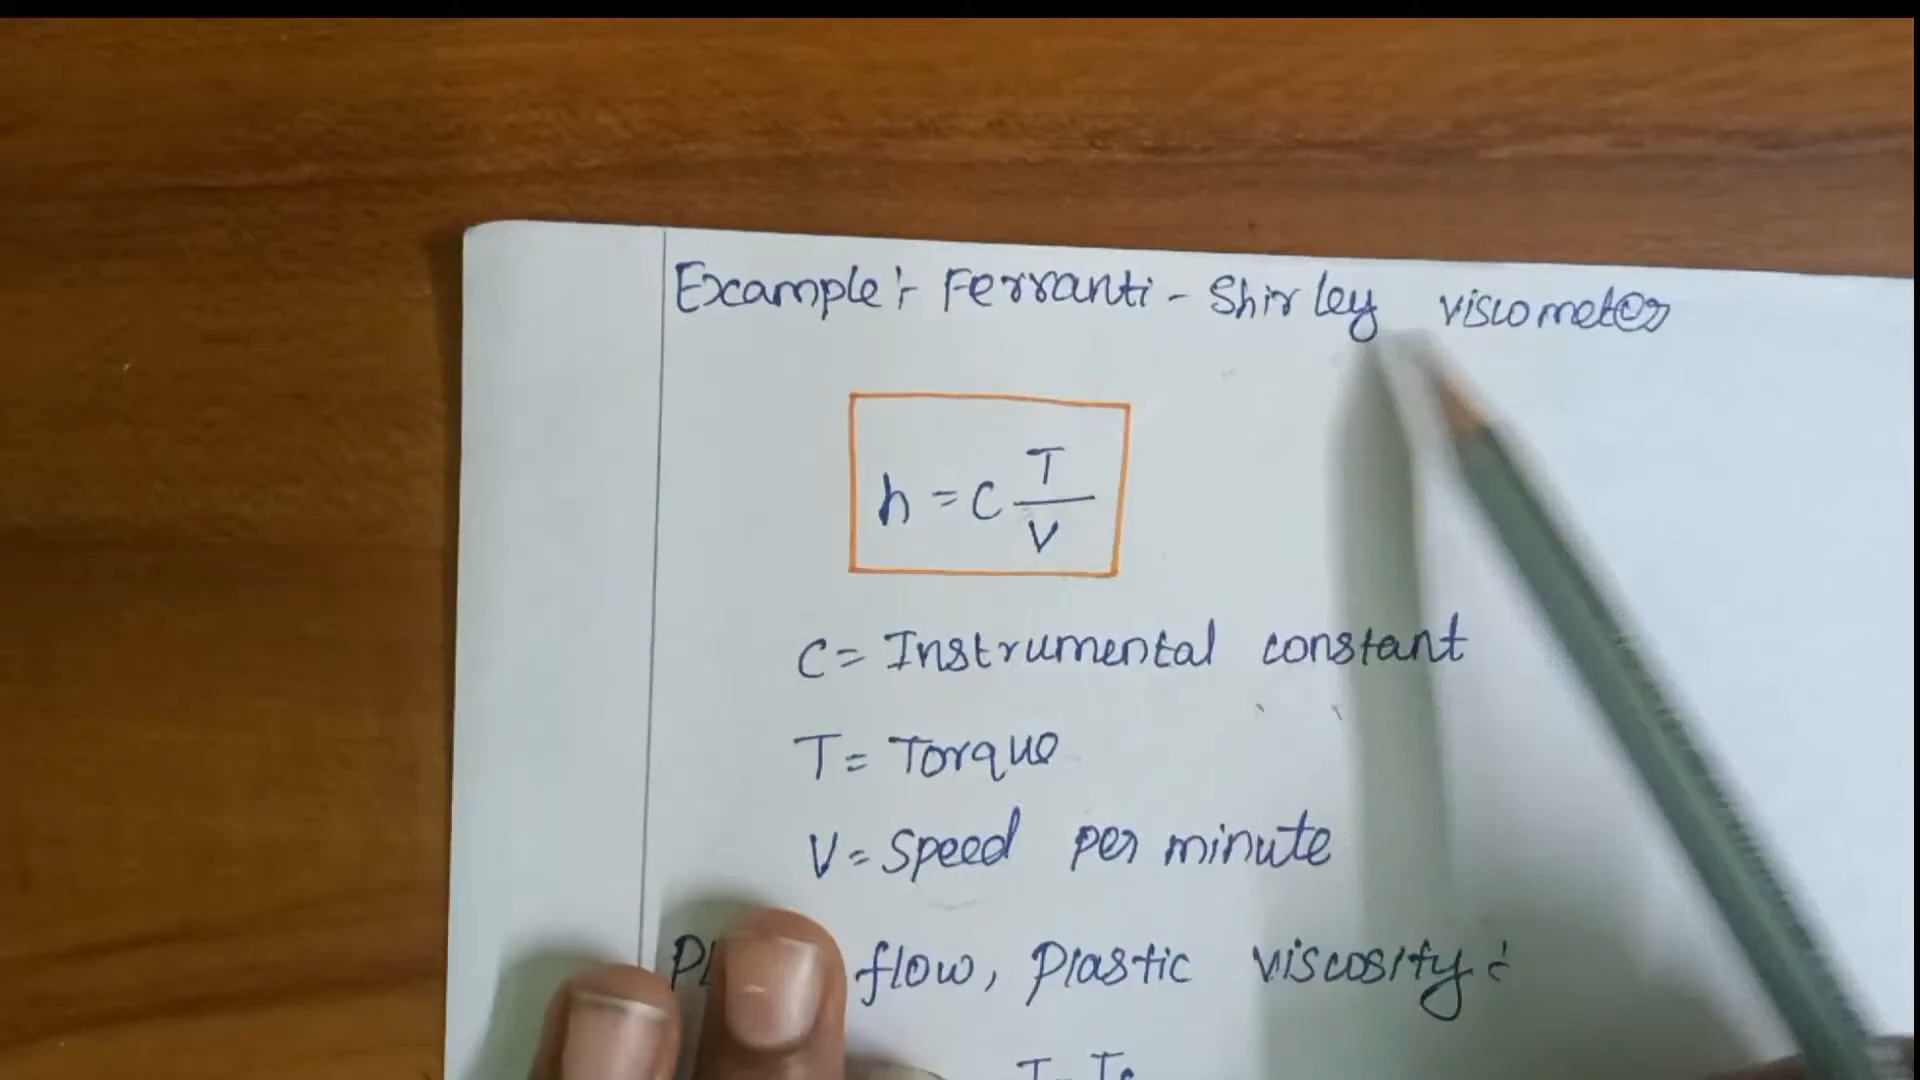 Example:- Ferranti - Shirley viscometer
h = C T/V
C = Instrumental constant
T = Torque
V = Speed per minute
flow, plastic viscosity :